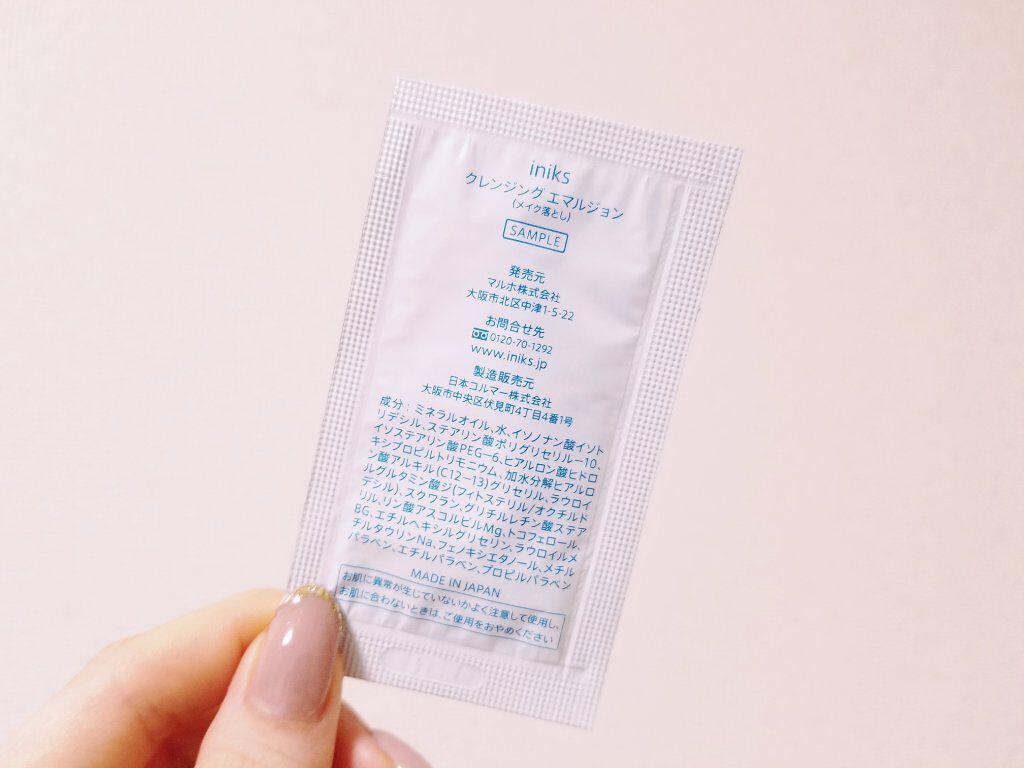 iniks
クレンジング エマルジョン
(メイク落とし)
SAMPLE
発売元
マルホ株式会社
大阪市北区中津1-5-22
お問合せ先
0120-70-1292
www.iniks.jp
製造販売元
日本コルマー株式会社
大阪市中央区伏見町4丁目4番1号
成分：ミネラルオイル、水、イソノナン酸イソト
リデシル、ステアリン酸ポリグリセリル−10、
イソステアリン酸PEG−6、ヒアルロン酸ヒドロ
キシプロピルトリモニウム、加水分解ヒアルロ
ン酸アルキル(C12−13)グリセリル、ラウロイ
ルグルタミン酸ジ(フィトステリル/オクチルド
デシル)、スクワラン、グリチルレチン酸ステア
リル、リン酸アスコルビルMg、トコフェロール、
BG、エチルヘキシルグリセリン、ラウロイルメ
チルタウリンNa、フェノキシエタノール、メチル
パラベン、エチルパラベン、プロピルパラベン
MADE IN JAPAN
お肌に異常が生じていないかよく注意して使用し、
お肌に合わないときは、ご使用をおやめください